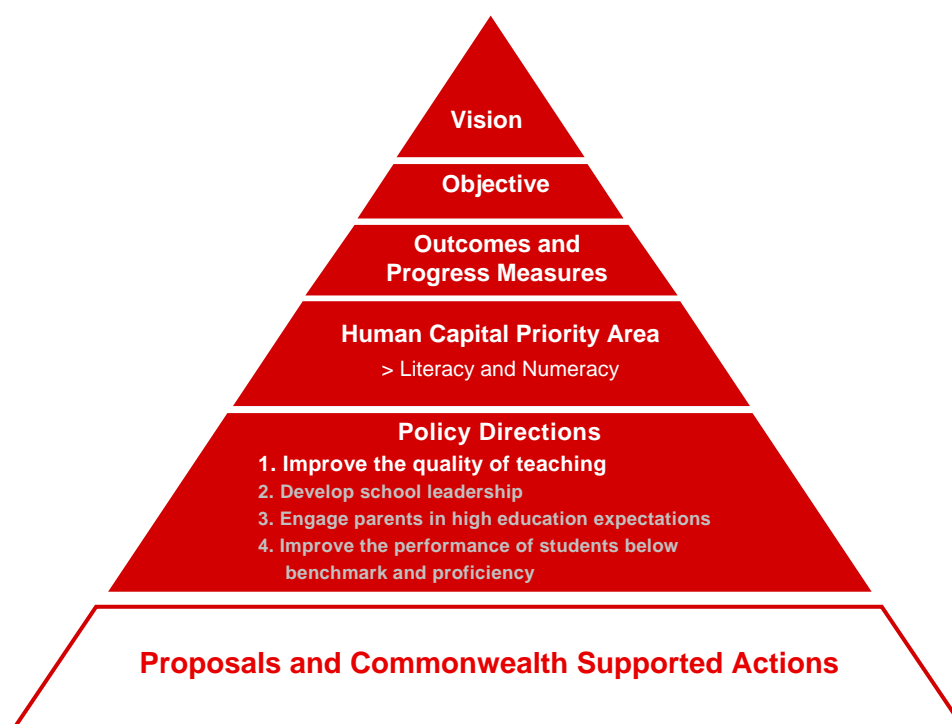 Vision
Objective
Outcomes and
Progress Measures
Human Capital Priority Area
> Literacy and Numeracy
Policy Directions
1. Improve the quality of teaching
2. Develop school leadership
3. Engage parents in high education expectations
4. Improve the performance of students below
benchmark and proficiency
Proposals and Commonwealth Supported Actions